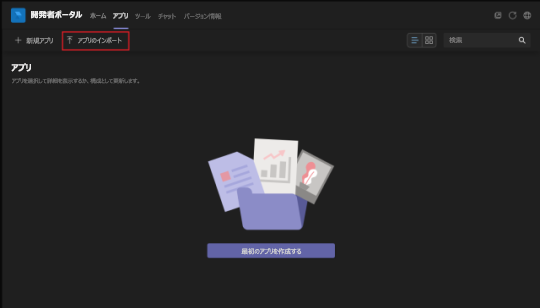 開発者ポータル ホーム アプリ ツール チャット バージョン情報
+ 新規アプリ アプリのインポート 検索
アプリ
アプリを選択して詳細を表示するか、構成として更新します。
最初のアプリを作成する